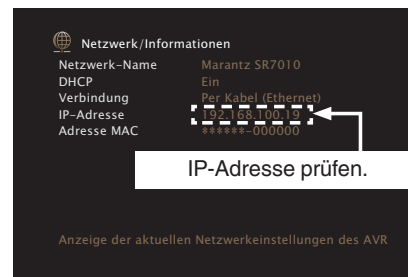 Netzwerk/Informationen
Netzwerk-Name Marantz SR7010
DHCP Ein
Verbindung Per Kabel (Ethernet)
IP-Adresse 192.168.100.19
Adresse MAC ******-000000
IP-Adresse prüfen.
Anzeige der aktuellen Netzwerkeinstellungen des AVR